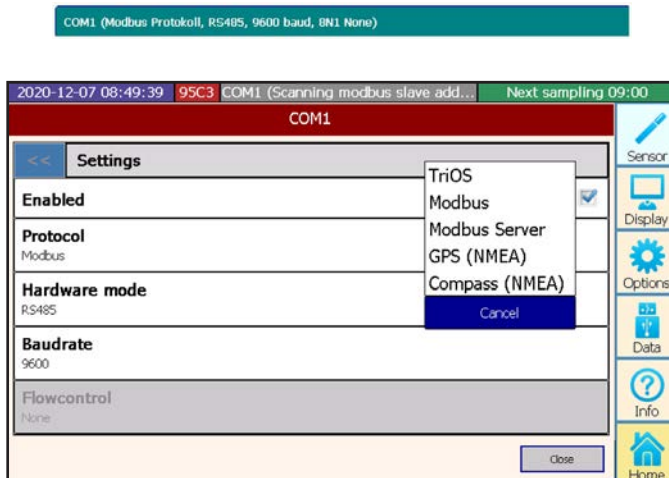 COM1 (Modbus Protokoll, RS485, 9600 baud, 8N1 None)
2020-12-07 08:49:39 95C3 COM1 (Scanning modbus slave add... Next sampling 09:00
COM1
<< Settings
Enabled
Protocol
Modbus
Hardware mode
RS485
Baudrate
9600
Flowcontrol
None
TriOS
Modbus
Modbus Server
GPS (NMEA)
Compass (NMEA)
Cancel
Close
Sensor
Display
Options
Data
Info
Home